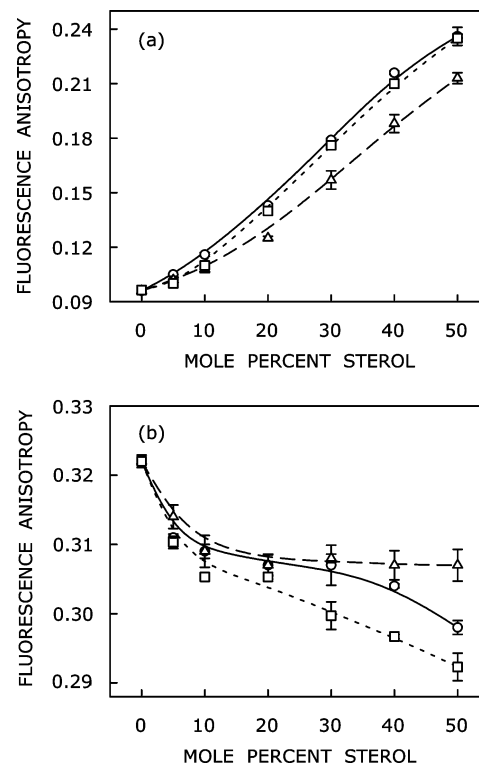 (a)
FLUORESCENCE ANISOTROPY
0.24
0.21
0.18
0.15
0.12
0.09
0 10 20 30 40 50
MOLE PERCENT STEROL
(b)
FLUORESCENCE ANISOTROPY
0.33
0.32
0.31
0.30
0.29
0 10 20 30 40 50
MOLE PERCENT STEROL